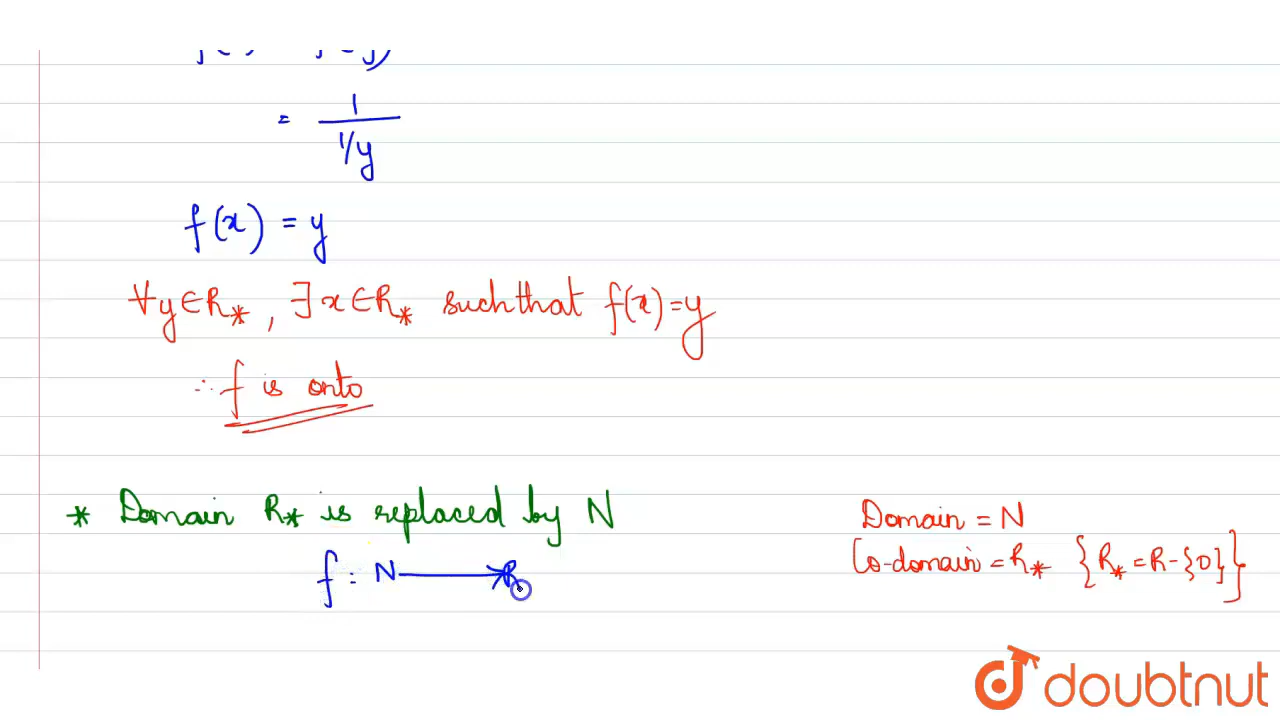 = 1
1/y
f(x) = y
∀y∈R*, ∃x∈R* such that f(x)=y
∴ f is onto
* Domain R* is replaced by N
f : N → R
Domain = N
Co-domain = R* {R* = R-{0}}
doubtnut